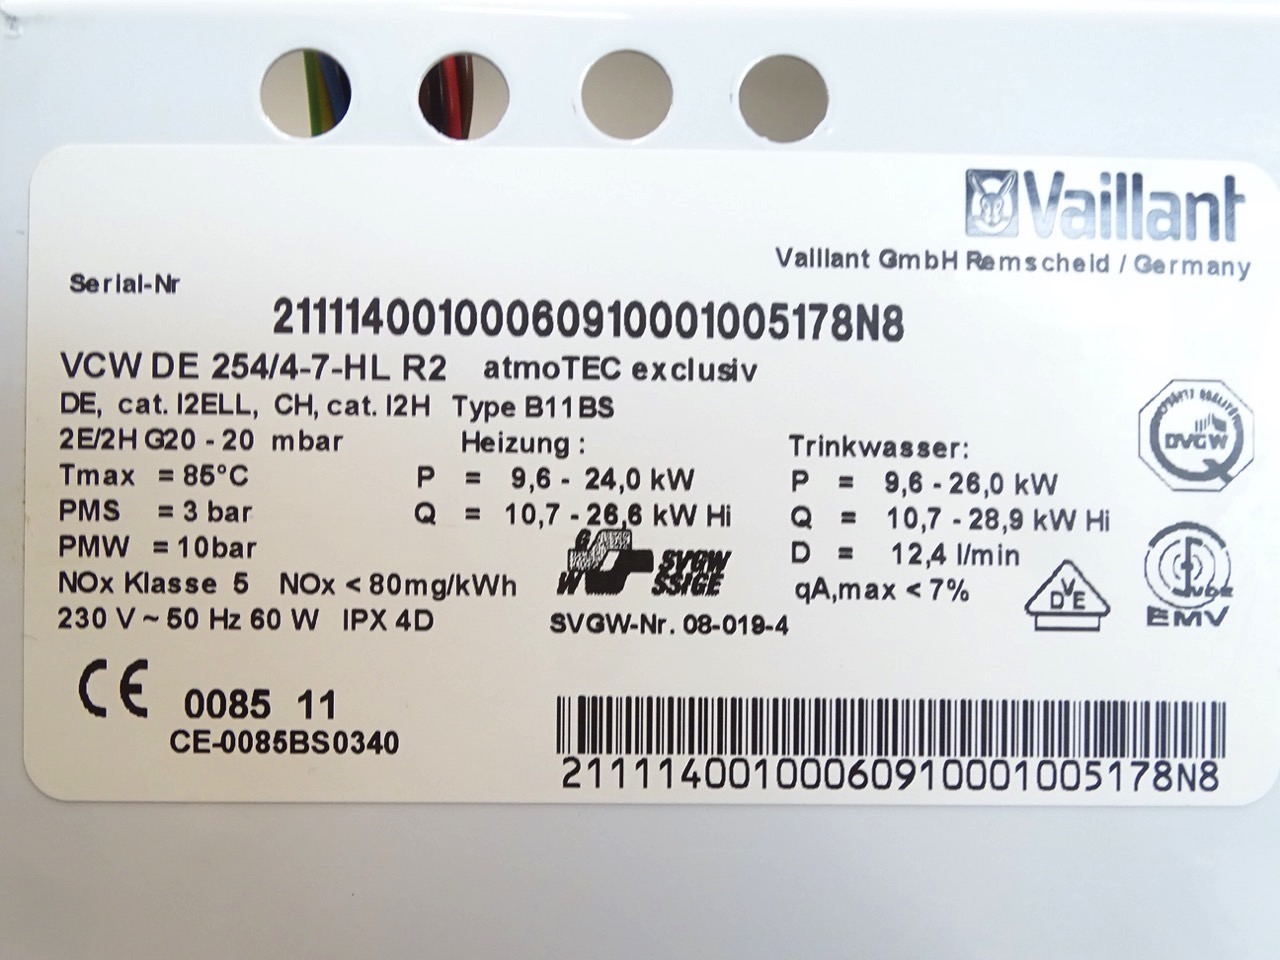 Vaillant
Vaillant GmbH Remscheid / Germany
Serial-Nr
21111400100060910001005178N8
VCW DE 254/4-7-HL R2 atmoTEC exclusiv
DE, cat. I2ELL, CH, cat. I2H Type B11BS
2E/2H G20 - 20 mbar
Tmax = 85°C
PMS = 3 bar
PMW = 10bar
NOx Klasse 5 NOx < 80mg/kWh
230 V ~ 50 Hz 60 W IPX 4D
Heizung :
P = 9,6 - 24,0 kW
Q = 10,7 - 26,6 kW Hi
SVGW
SSIGE
SVGW-Nr. 08-019-4
Trinkwasser:
P = 9,6 - 26,0 kW
Q = 10,7 - 28,9 kW Hi
D = 12,4 l/min
qA,max < 7%
DVGW
DVE
VDE
EMV
CE 0085 11
CE-0085BS0340
21111400100060910001005178N8